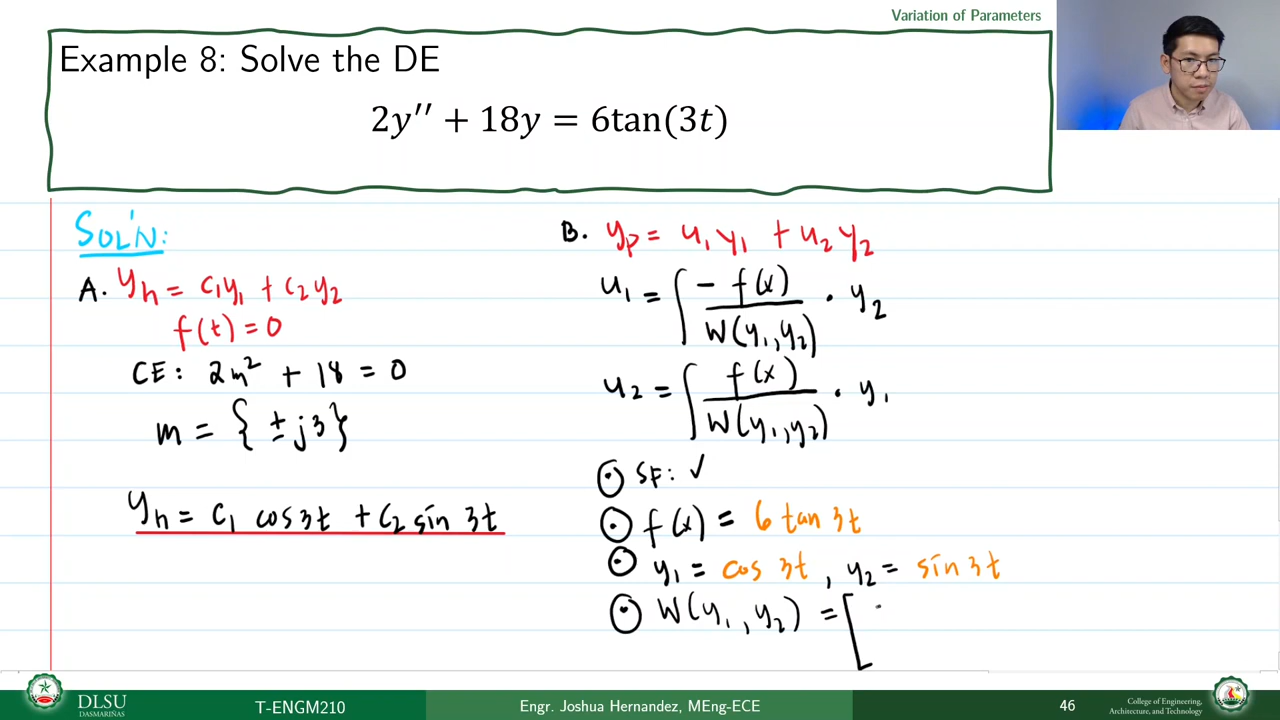 Variation of Parameters
Example 8: Solve the DE
2y′′ + 18y = 6tan(3t)
SOL'N:
A. yh = c1y1 + c2y2
f(t) = 0
CE: 2m² + 18 = 0
m = { ± j3 }
yh = c1 cos3t + c2 sin 3t
B. yp = u1y1 + u2y2
u1 = ∫ - f(x) / W(y1,y2) · y2
u2 = ∫ f(x) / W(y1,y2) · y1
⊙ SF: ✓
⊙ f(x) = 6 tan 3t
⊙ y1 = cos 3t, y2 = sin 3t
⊙ W(y1, y2) = [
DLSU
DASMARIÑAS
T-ENGM210
Engr. Joshua Hernandez, MEng-ECE
46
College of Engineering,
Architecture, and Technology